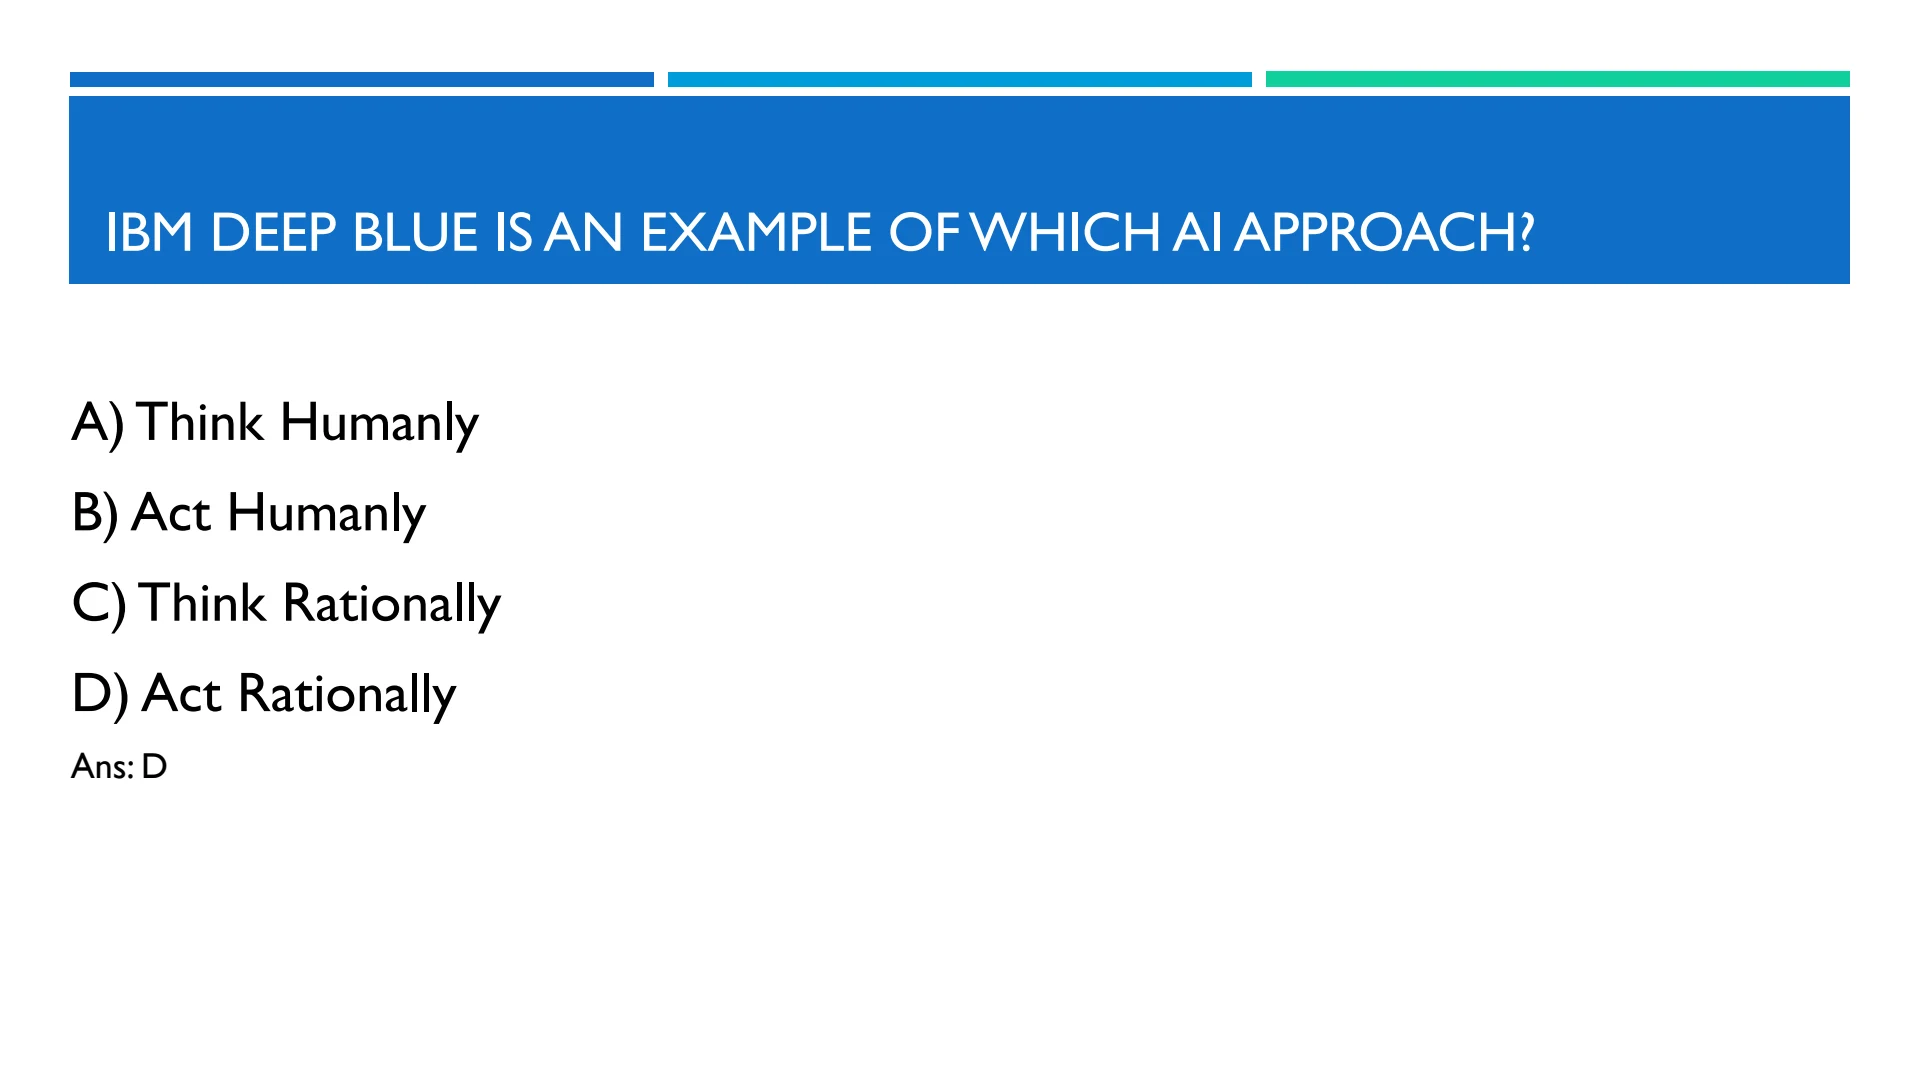 IBM DEEP BLUE IS AN EXAMPLE OF WHICH AI APPROACH?
A) Think Humanly
B) Act Humanly
C) Think Rationally
D) Act Rationally
Ans: D